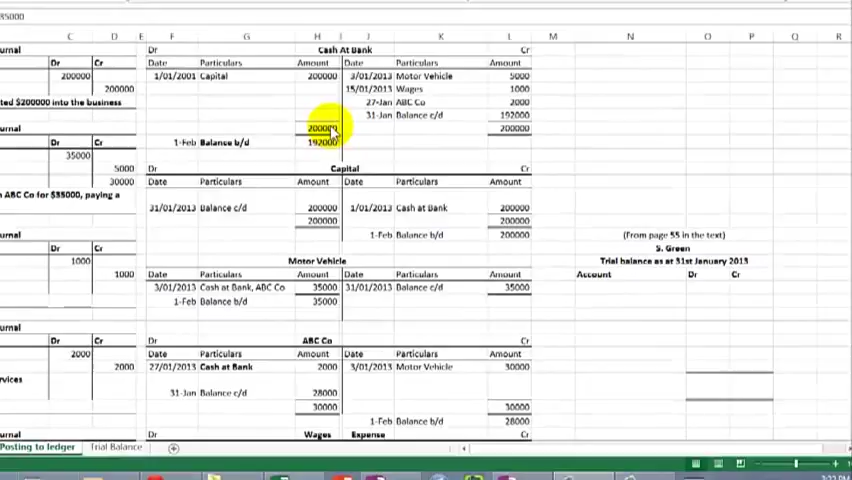 35000
C D E F G H I J K L M N O P Q R
urnal Dr Cash At Bank Cr
Dr Cr Date Particulars Amount Date Particulars Amount
200000 1/01/2001 Capital 200000 3/01/2013 Motor Vehicle 5000
200000 15/01/2013 Wages 1000
ted $200000 into the business 27-Jan ABC Co 2000
31-Jan Balance c/d 192000
urnal 200000 200000
Dr Cr 1-Feb Balance b/d 192000
35000
5000 Dr Capital Cr
30000 Date Particulars Amount Date Particulars Amount
n ABC Co for $35000, paying a
31/01/2013 Balance c/d 200000 1/01/2013 Cash at Bank 200000
200000 200000
urnal 1-Feb Balance b/d 200000 (From page 55 in the text)
Dr Cr S. Green
1000 Motor Vehicle Trial balance as at 31st January 2013
1000 Date Particulars Amount Date Particulars Amount Account Dr Cr
3/01/2013 Cash at Bank, ABC Co 35000 31/01/2013 Balance c/d 35000
1-Feb Balance b/d 35000
urnal
Dr Cr Dr ABC Co Cr
2000 Date Particulars Amount Date Particulars Amount
2000 27/01/2013 Cash at Bank 2000 3/01/2013 Motor Vehicle 30000
rvices
31-Jan Balance c/d 28000
30000 30000
1-Feb Balance b/d 28000
urnal Dr Wages Expense Cr
Posting to ledger Trial Balance